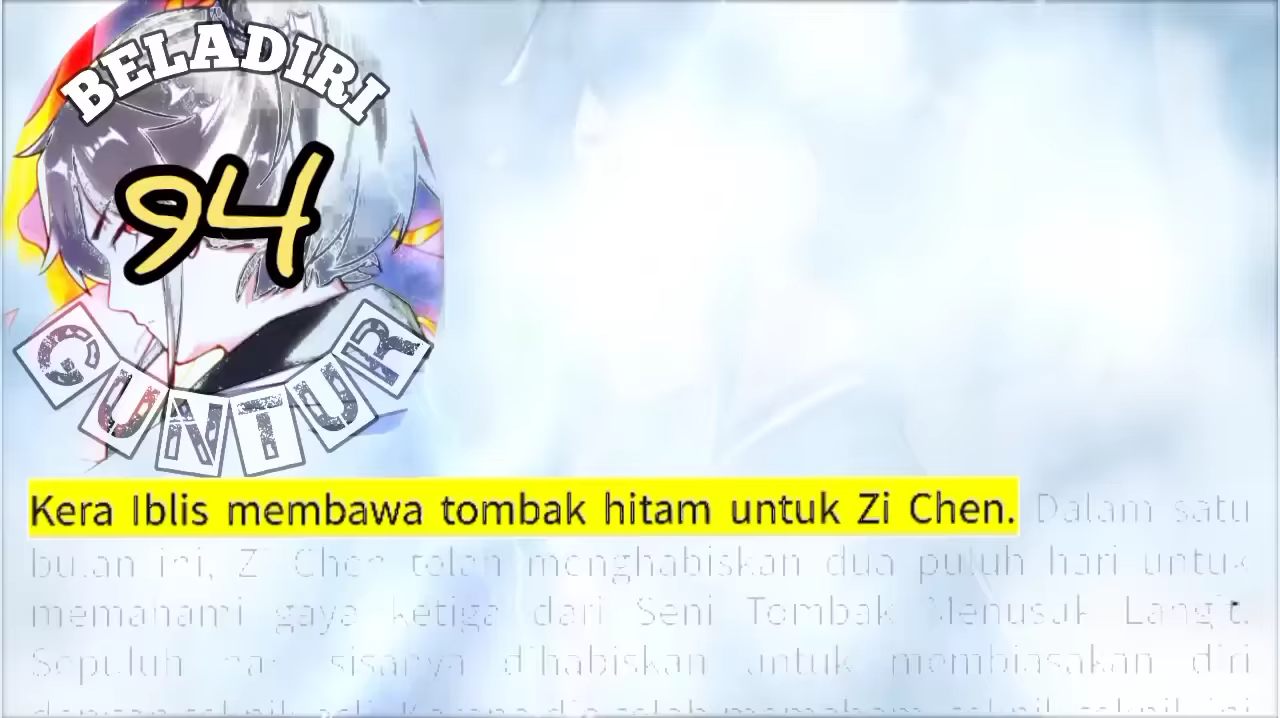 BELADIRI
94
GUNTUR
Kera Iblis membawa tombak hitam untuk Zi Chen. Dalam satu
bulan ini, Zi Chen telah menghabiskan dua puluh hari untuk
memahami gaya ketiga dari Seni Tombak Menusuk Langit.
Sepuluh hari sisanya dihabiskan untuk membiasakan diri